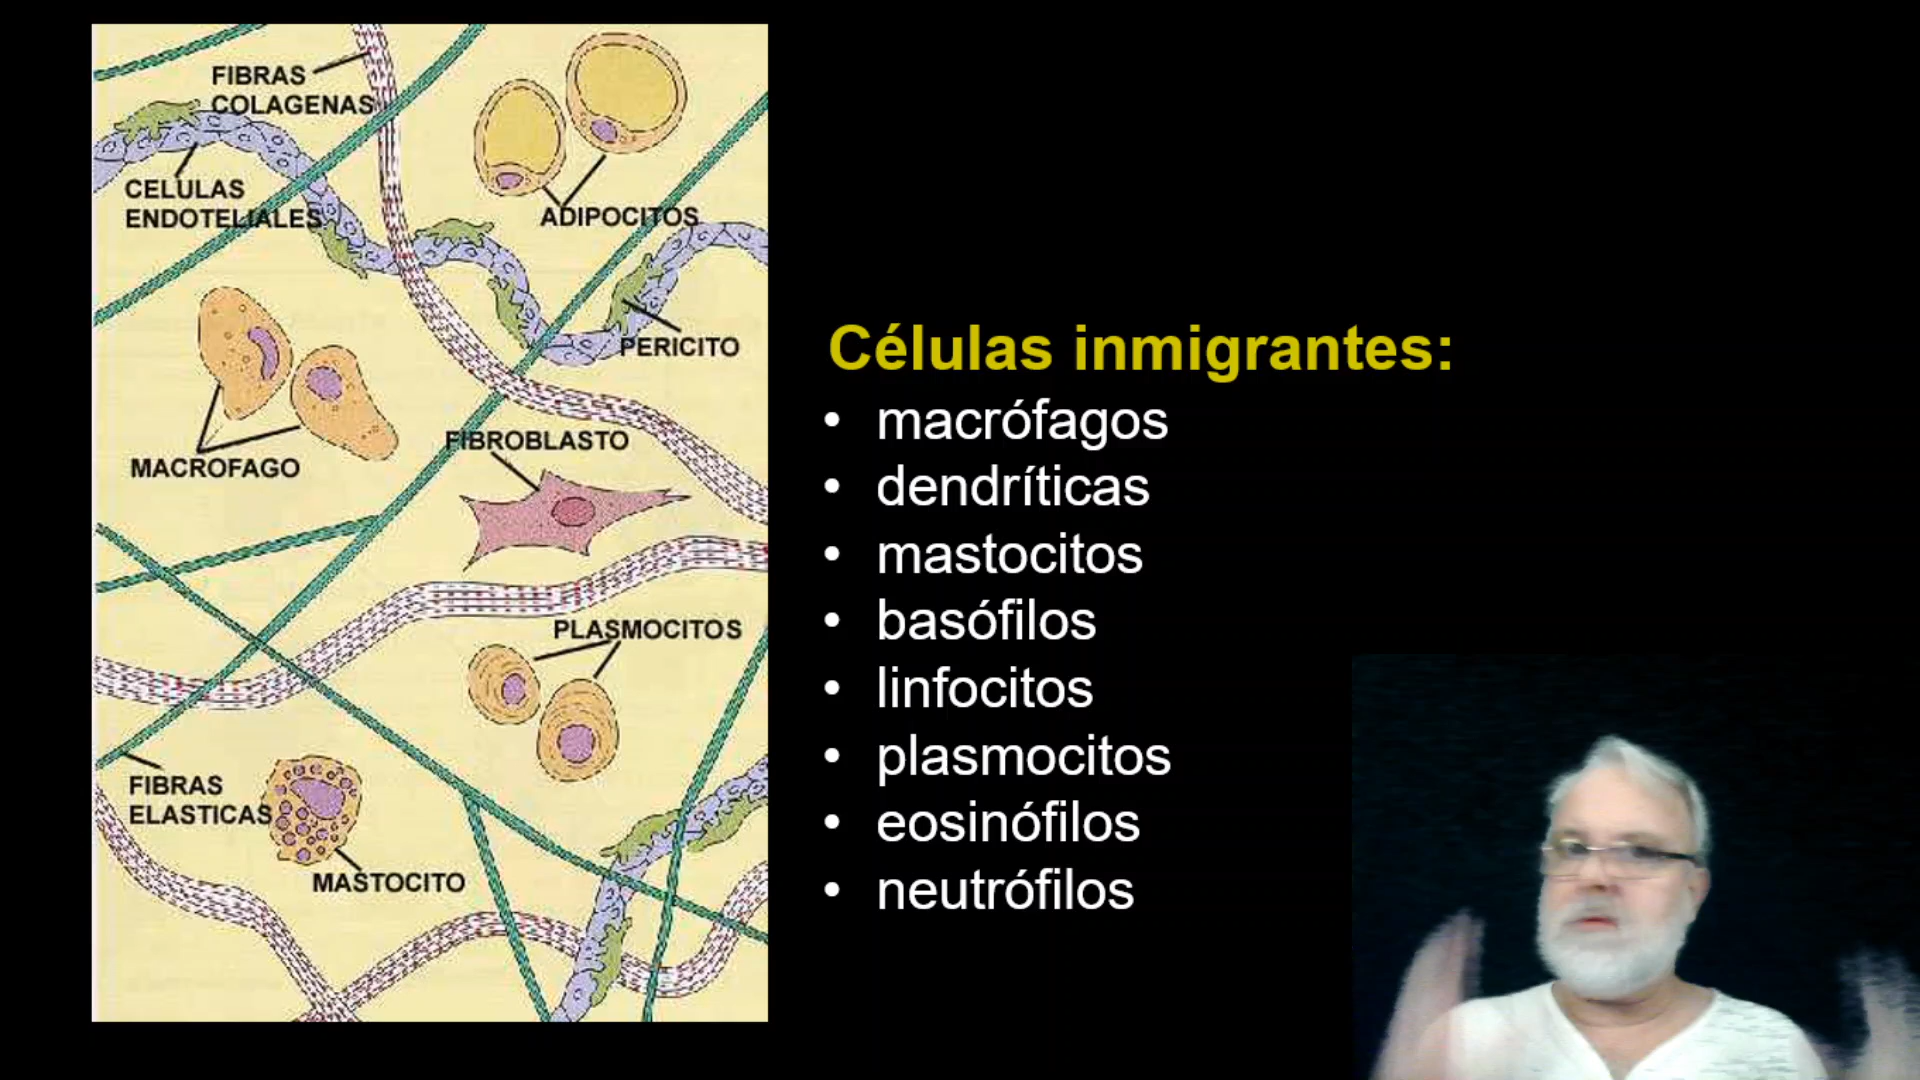 FIBRAS
COLAGENAS
CELULAS
ENDOTELIALES
ADIPOCITOS
PERICITO
MACROFAGO
FIBROBLASTO
PLASMOCITOS
FIBRAS
ELASTICAS
MASTOCITO
Células inmigrantes:
• macrófagos
• dendríticas
• mastocitos
• basófilos
• linfocitos
• plasmocitos
• eosinófilos
• neutrófilos